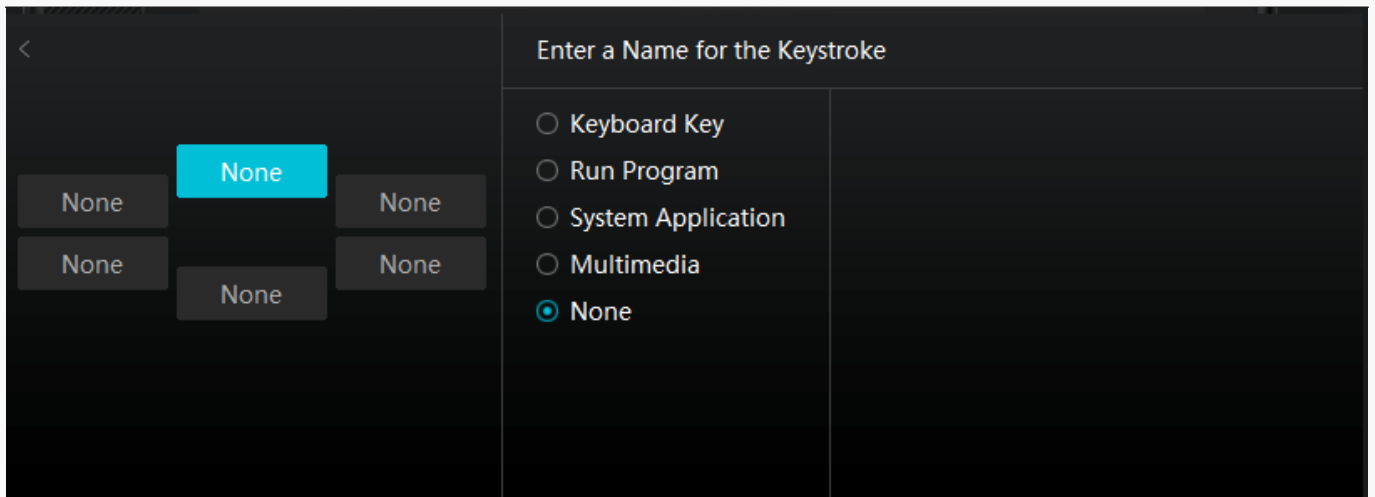 Enter a Name for the Keystroke
None
None
None
None
None
None
Keyboard Key
Run Program
System Application
Multimedia
None